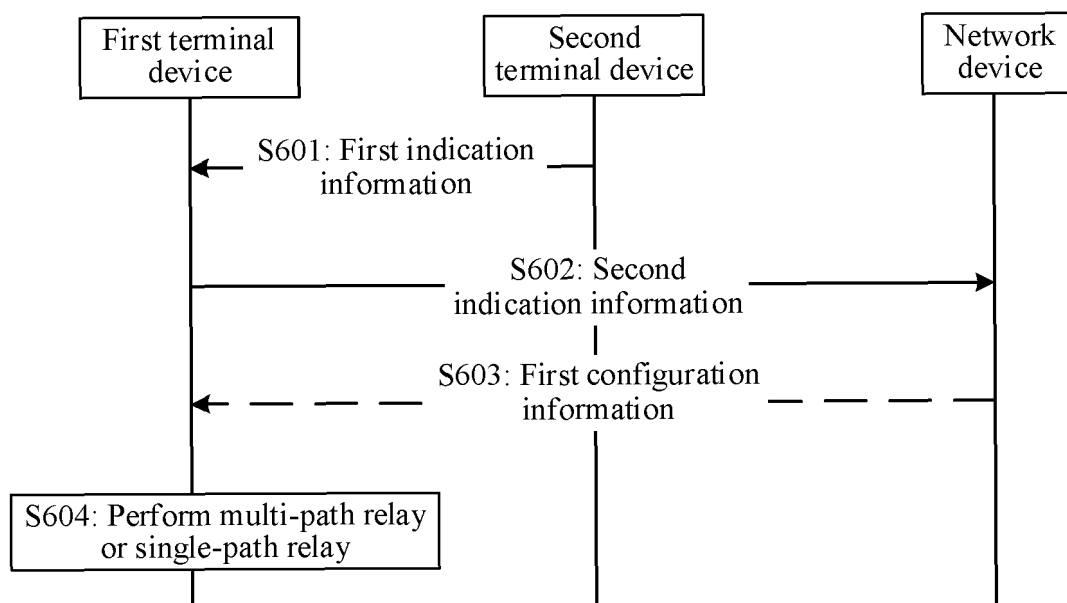 First terminal
device
Second
terminal device
Network
device
S601: First indication
information
S602: Second
indication information
S603: First configuration
information
S604: Perform multi-path relay
or single-path relay